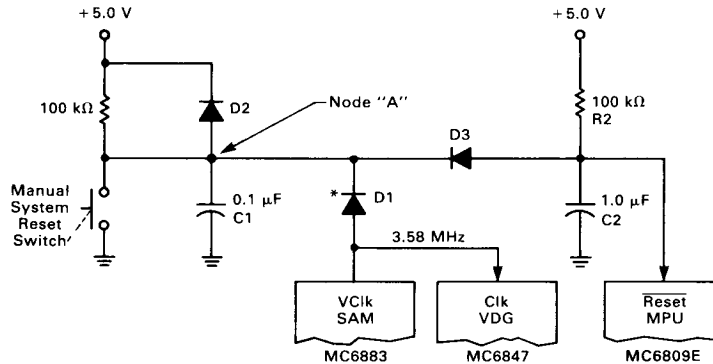 +5.0 V
+5.0 V
100 kΩ
D2
Node "A"
100 kΩ
R2
D3
Manual
System
Reset
Switch
0.1 µF
C1
*
D1
1.0 µF
C2
3.58 MHz
VClk
SAM
Clk
VDG
Reset
MPU
MC6883
MC6847
MC6809E